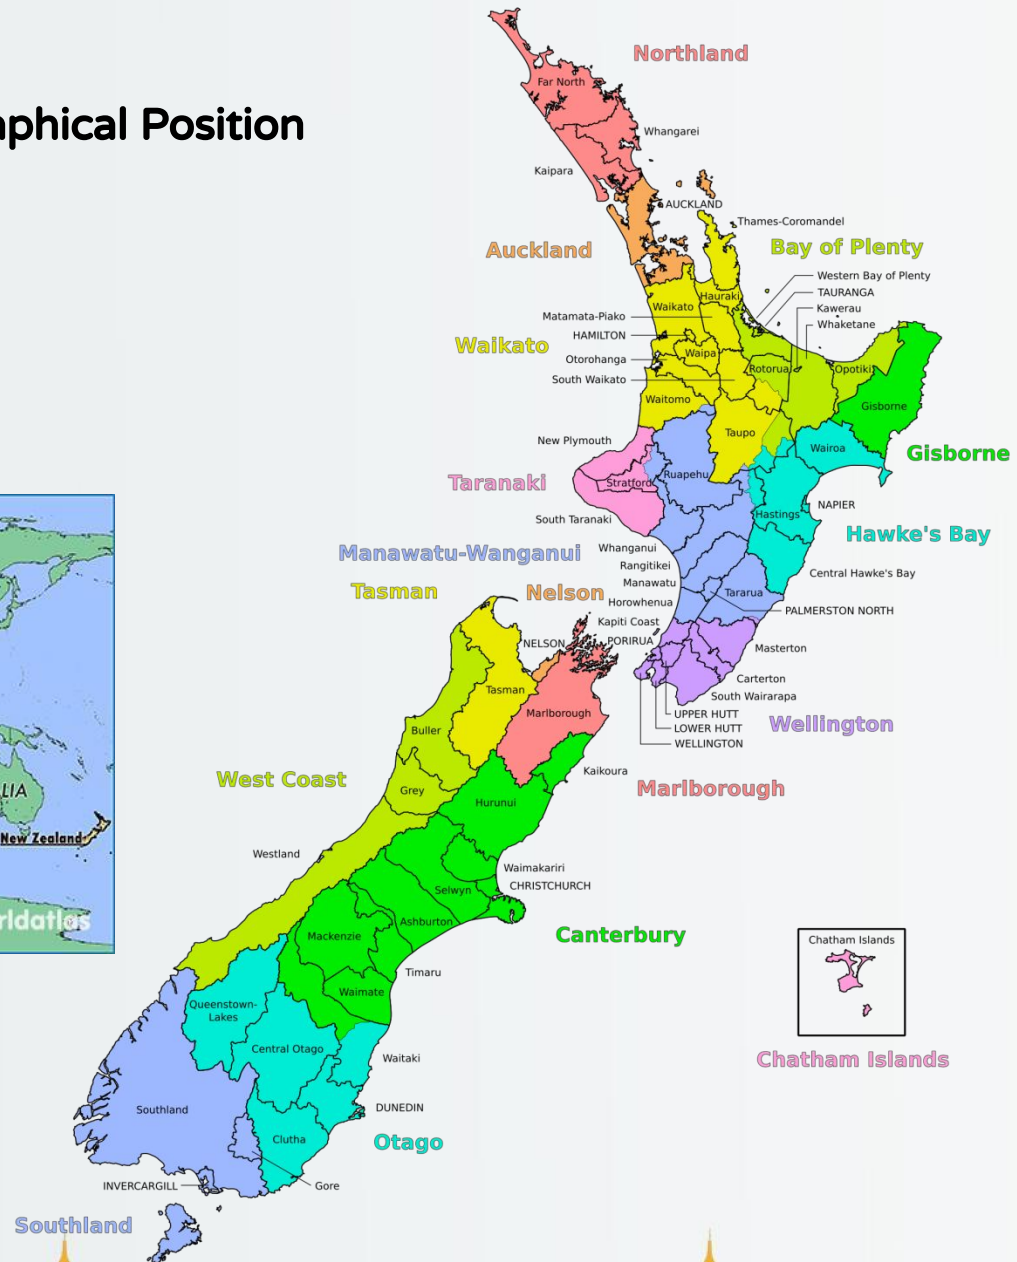 aphical Position
Northland
Far North
Whangarei
Kaipara
AUCKLAND
Thames-Coromandel
Auckland
Bay of Plenty
Western Bay of Plenty
TAURANGA
Kawerau
Whaketane
Hauraki
Waikato
Matamata-Piako
HAMILTON
Waikato
Waipa
Otorohanga
South Waikato
Rotorua
Opotiki
Waitomo
Gisborne
Taupo
New Plymouth
Wairoa
Gisborne
Taranaki
Stratford
Ruapehu
NAPIER
Hastings
South Taranaki
Hawke's Bay
Manawatu-Wanganui
Whanganui
Rangitikei
Central Hawke's Bay
Manawatu
Tasman
Nelson
Tararua
Horowhenua
PALMERSTON NORTH
Kapiti Coast
NELSON
PORIRUA
Masterton
Carterton
Tasman
South Wairarapa
Marlborough
UPPER HUTT
LOWER HUTT
WELLINGTON
Wellington
Buller
Kaikoura
West Coast
Marlborough
Grey
Hurunui
LIA
New Zealand
Westland
Waimakariri
CHRISTCHURCH
Selwyn
rldatlas
Ashburton
Mackenzie
Canterbury
Chatham Islands
Timaru
Waimate
Queenstown-
Lakes
Central Otago
Waitaki
Chatham Islands
Southland
DUNEDIN
Clutha
Otago
INVERCARGILL
Gore
Southland